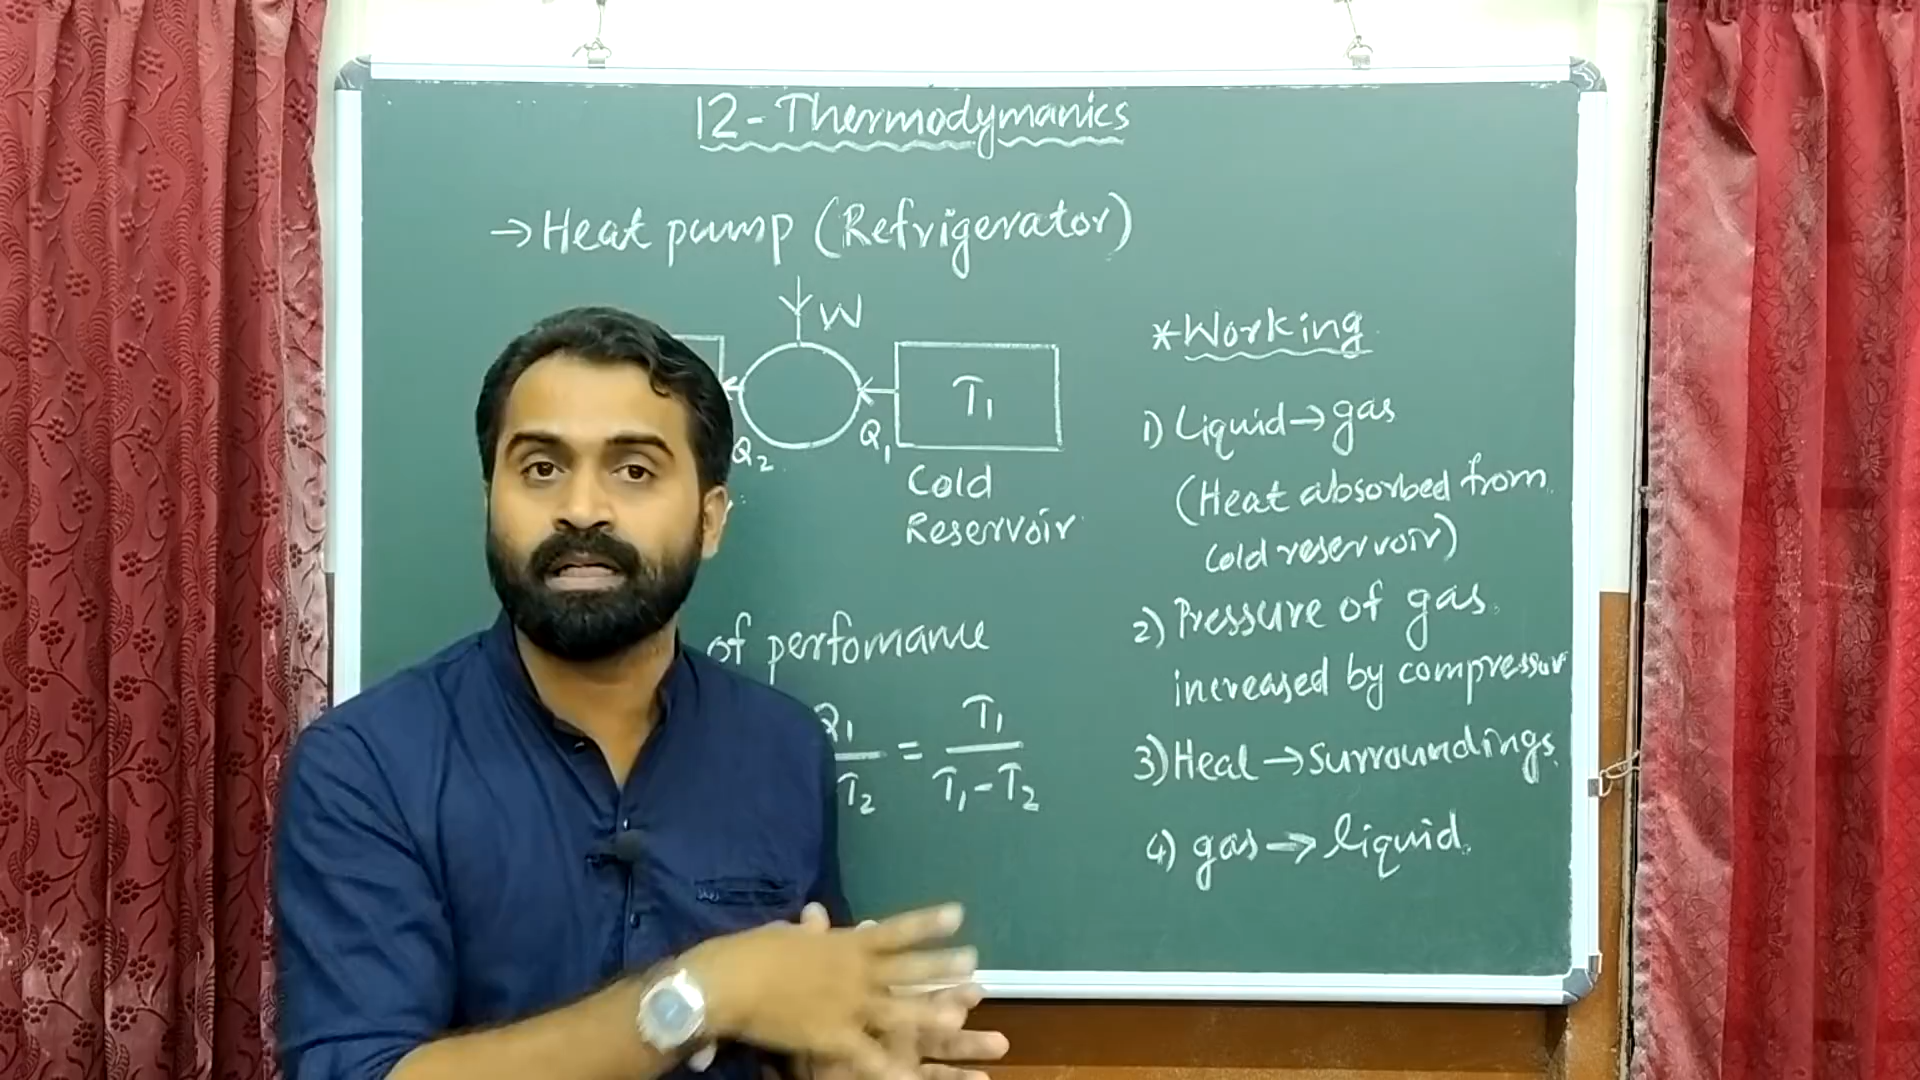 12-Thermodymanics
→Heat pump (Refrigerator)
W
T₁
Q₂
Q₁
Cold
Reservoir
of perfomance
Q₁ / T₂ = T₁ / T₁-T₂
*Working
1) Liquid→gas
(Heat absorbed from
Cold reservoir)
2) Pressure of gas
increased by compressor
3) Heat→Surroundings
4) gas→liquid